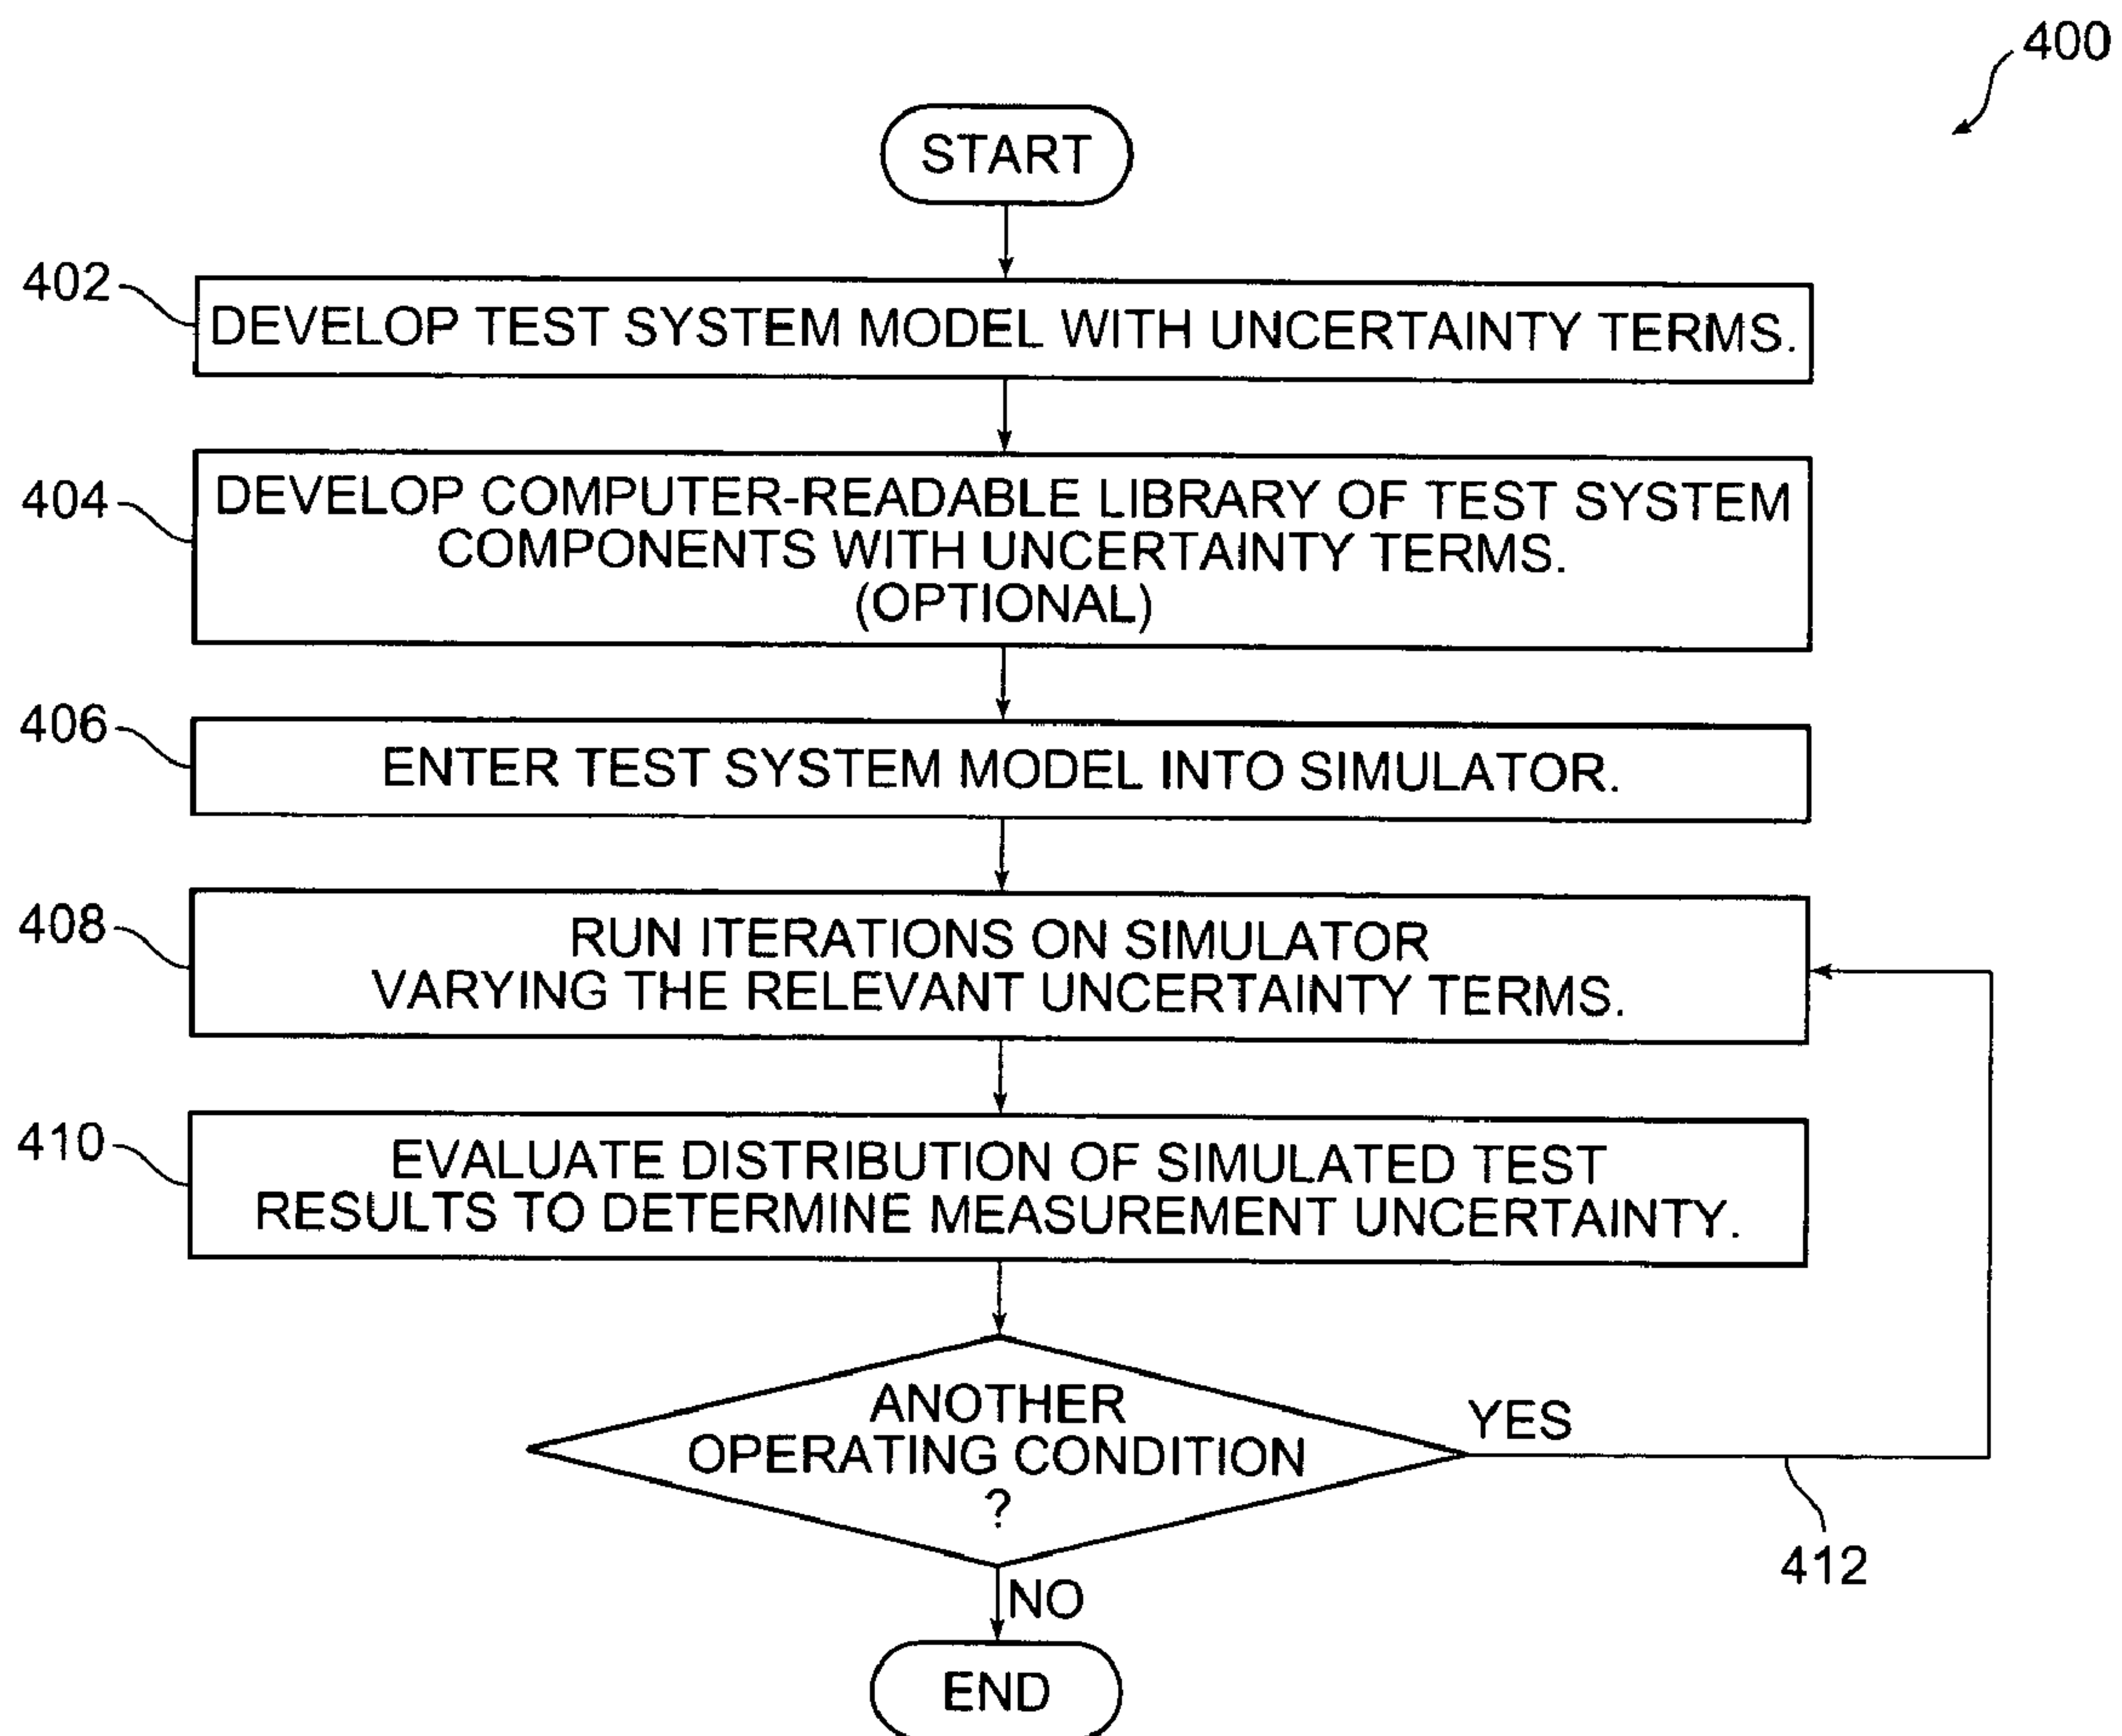 400
START
402
DEVELOP TEST SYSTEM MODEL WITH UNCERTAINTY TERMS.
404
DEVELOP COMPUTER-READABLE LIBRARY OF TEST SYSTEM
COMPONENTS WITH UNCERTAINTY TERMS.
(OPTIONAL)
406
ENTER TEST SYSTEM MODEL INTO SIMULATOR.
408
RUN ITERATIONS ON SIMULATOR
VARYING THE RELEVANT UNCERTAINTY TERMS.
410
EVALUATE DISTRIBUTION OF SIMULATED TEST
RESULTS TO DETERMINE MEASUREMENT UNCERTAINTY.
ANOTHER
OPERATING CONDITION
?
YES
412
NO
END